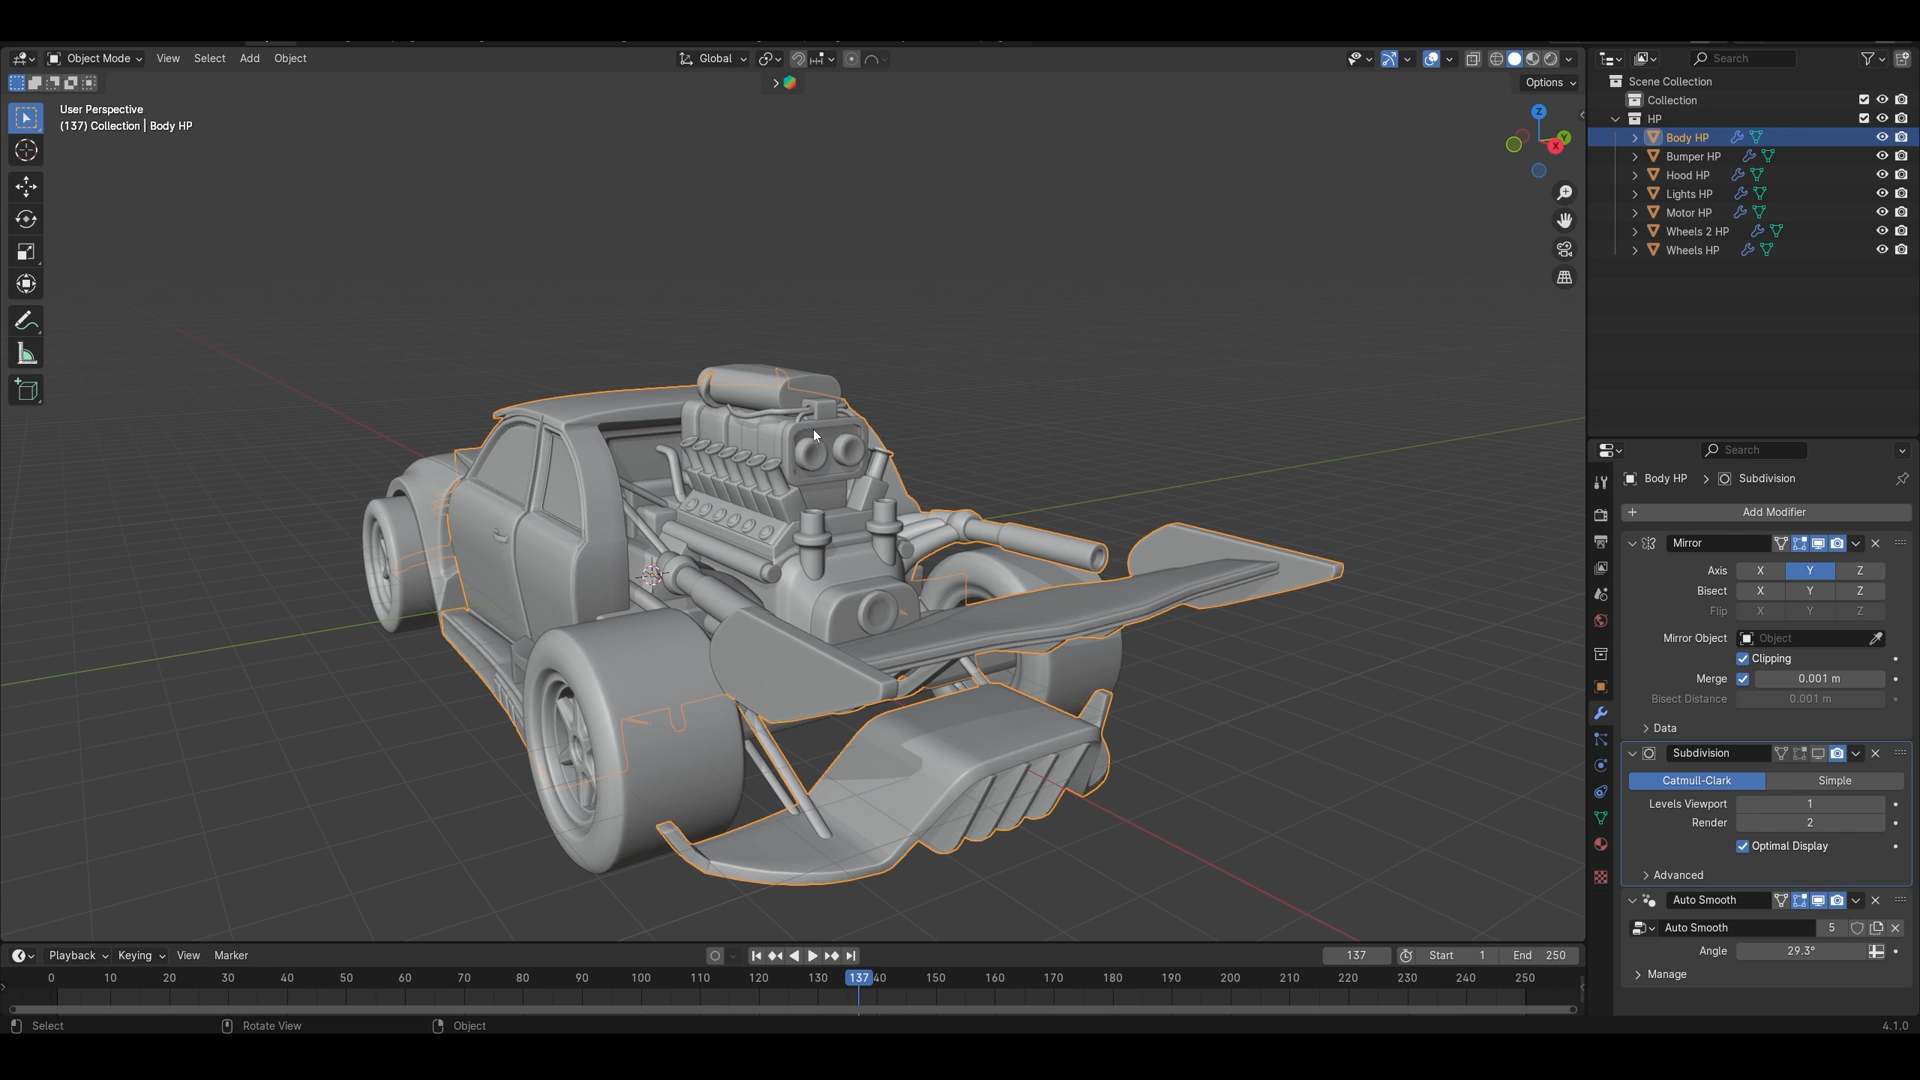 Object Mode View Select Add Object Global Search
Options
User Perspective
(137) Collection | Body HP
Scene Collection
Collection
HP
Body HP
Bumper HP
Hood HP
Lights HP
Motor HP
Wheels 2 HP
Wheels HP
Z
Y
X
Search
Body HP > Subdivision
+ Add Modifier
Mirror
Axis X Y Z
Bisect X Y Z
Flip X Y Z
Mirror Object Object
Clipping
Merge 0.001 m
Bisect Distance 0.001 m
Data
Subdivision
Catmull-Clark Simple
Levels Viewport 1
Render 2
Optimal Display
Advanced
Auto Smooth
Auto Smooth 5
Angle 29.3°
Manage
Playback Keying View Marker 137 Start 1 End 250
0 10 20 30 40 50 60 70 80 90 100 110 120 130 137 40 150 160 170 180 190 200 210 220 230 240 250
Select Rotate View Object 4.1.0